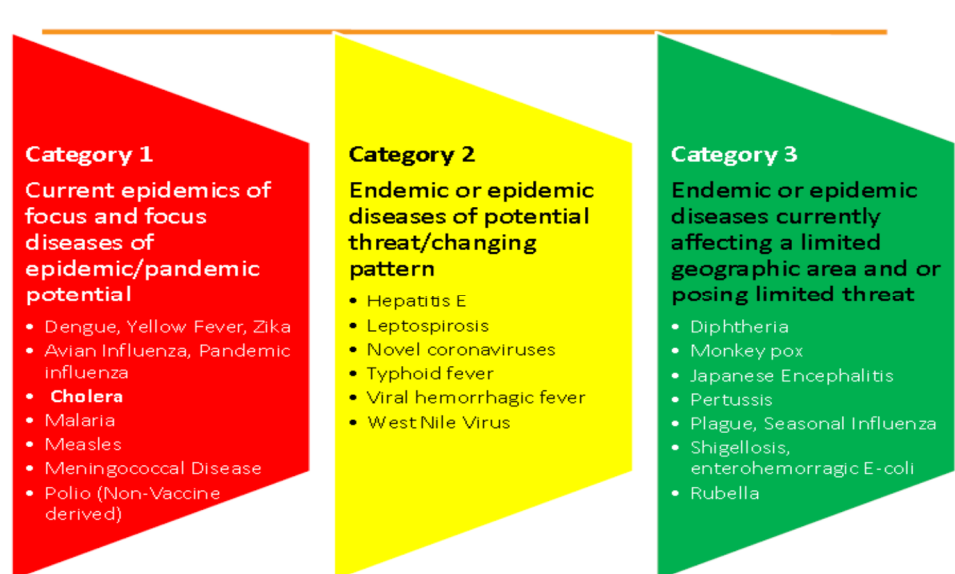 Category 1
Current epidemics of
focus and focus
diseases of
epidemic/pandemic
potential
• Dengue, Yellow Fever, Zika
• Avian Influenza, Pandemic
influenza
• Cholera
• Malaria
• Measles
• Meningococcal Disease
• Polio (Non-Vaccine
derived)
Category 2
Endemic or epidemic
diseases of potential
threat/changing
pattern
• Hepatitis E
• Leptospirosis
• Novel coronaviruses
• Typhoid fever
• Viral hemorrhagic fever
• West Nile Virus
Category 3
Endemic or epidemic
diseases currently
affecting a limited
geographic area and or
posing limited threat
• Diphtheria
• Monkey pox
• Japanese Encephalitis
• Pertussis
• Plague, Seasonal Influenza
• Shigellosis,
enterohemorragic E-coli
• Rubella